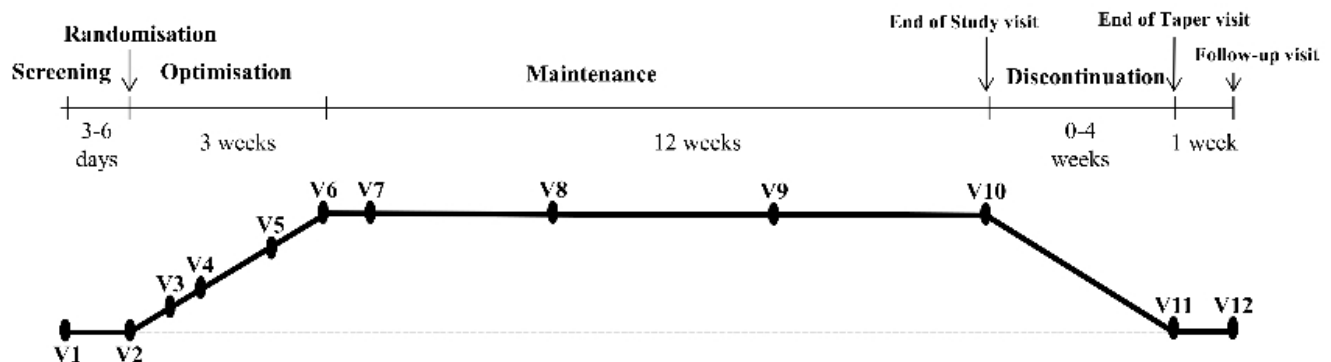 End of Study visit
End of Taper visit
Randomisation
Follow-up visit
Screening
Optimisation
Maintenance
Discontinuation
3-6
days
3 weeks
12 weeks
0-4
weeks
1 week
V6
V7
V8
V9
V10
V5
V4
V3
V11
V12
V1
V2